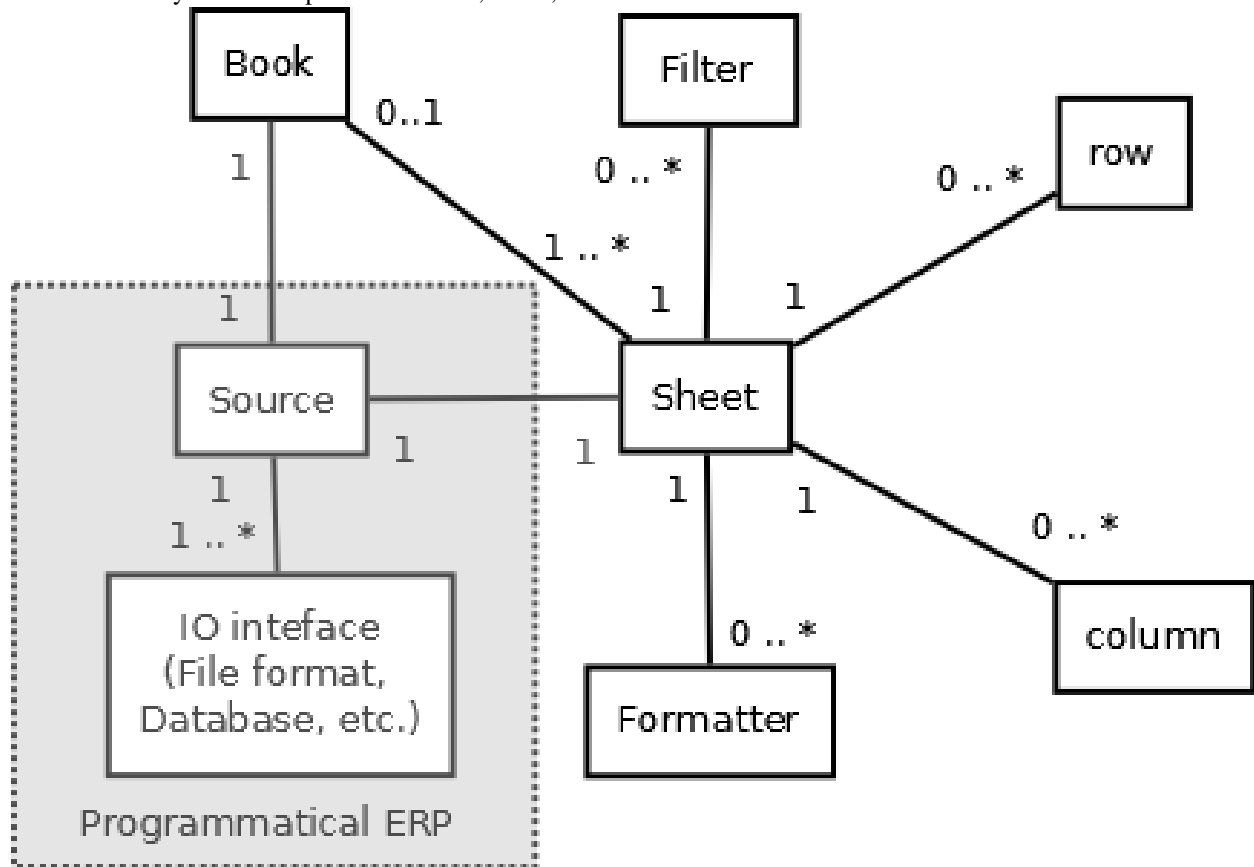 Book
Filter
0..1
row
1
0 .. *
0 .. *
1 .. *
1
1
1
Source
Sheet
1
1
1
1
1
1 .. *
0 .. *
IO inteface
(File format,
Database, etc.)
0 .. *
column
Formatter
Programmatical ERP